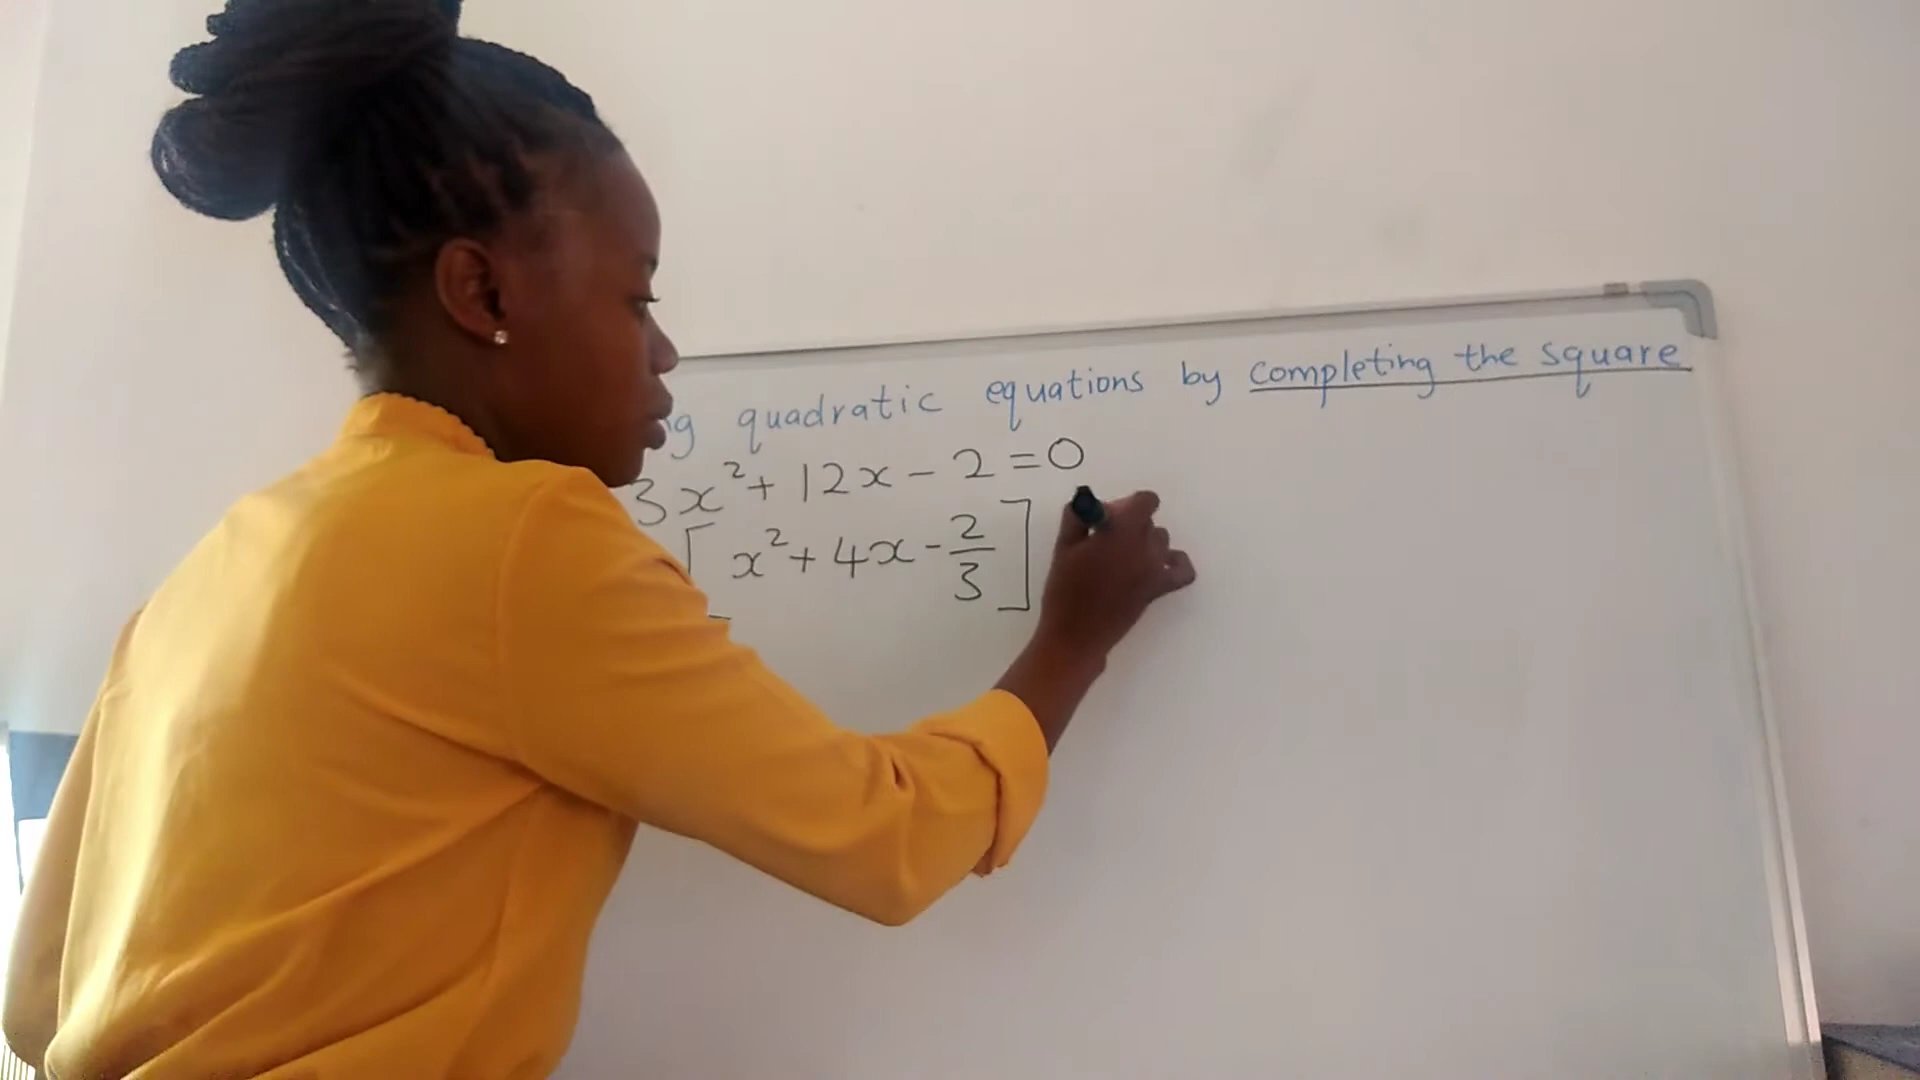 quadratic equations by completing the square
3x² + 12x - 2 = 0
[x² + 4x - 2/3]